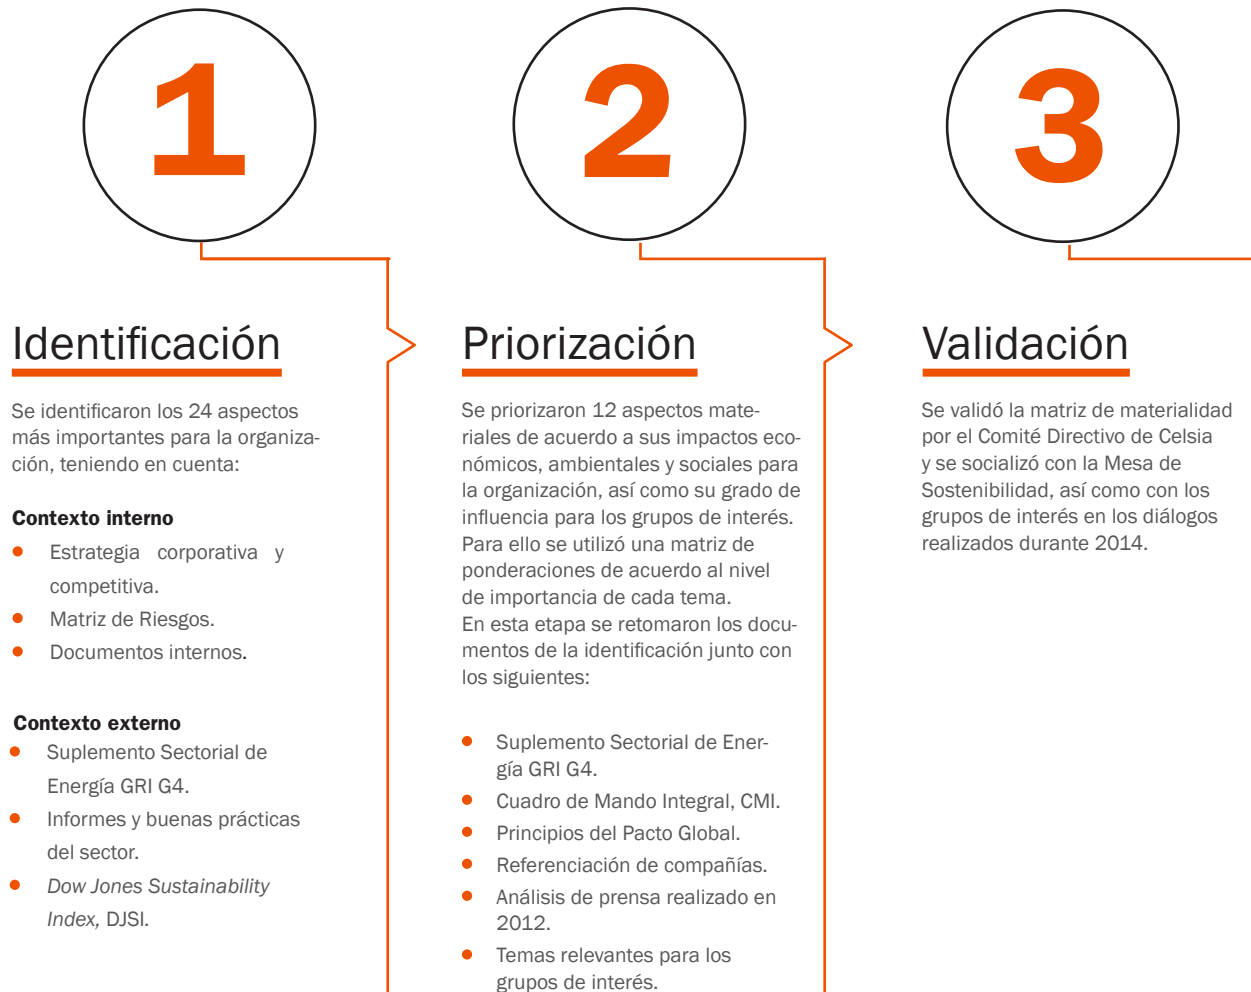 1
Identificación
Se identificaron los 24 aspectos
más importantes para la organiza-
ción, teniendo en cuenta:
Contexto interno
Estrategia corporativa y
competitiva.
Matriz de Riesgos.
Documentos internos.
Contexto externo
Suplemento Sectorial de
Energía GRI G4.
Informes y buenas prácticas
del sector.
Dow Jones Sustainability
Index, DJSI.
2
Priorización
Se priorizaron 12 aspectos mate-
riales de acuerdo a sus impactos eco-
nómicos, ambientales y sociales para
la organización, así como su grado de
influencia para los grupos de interés.
Para ello se utilizó una matriz de
ponderaciones de acuerdo al nivel
de importancia de cada tema.
En esta etapa se retomaron los docu-
mentos de la identificación junto con
los siguientes:
Suplemento Sectorial de Ener-
gía GRI G4.
Cuadro de Mando Integral, CMI.
Principios del Pacto Global.
Referenciación de compañías.
Análisis de prensa realizado en
2012.
Temas relevantes para los
grupos de interés.
3
Validación
Se validó la matriz de materialidad
por el Comité Directivo de Celsia
y se socializó con la Mesa de
Sostenibilidad, así como con los
grupos de interés en los diálogos
realizados durante 2014.